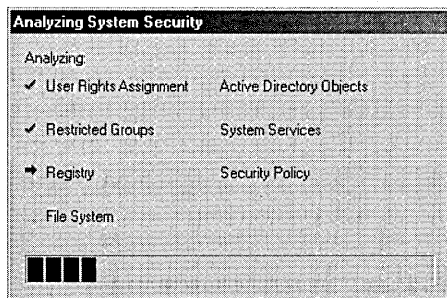 Analyzing System Security
Analyzing:
User Rights Assignment Active Directory Objects
Restricted Groups System Services
Registry Security Policy
File System